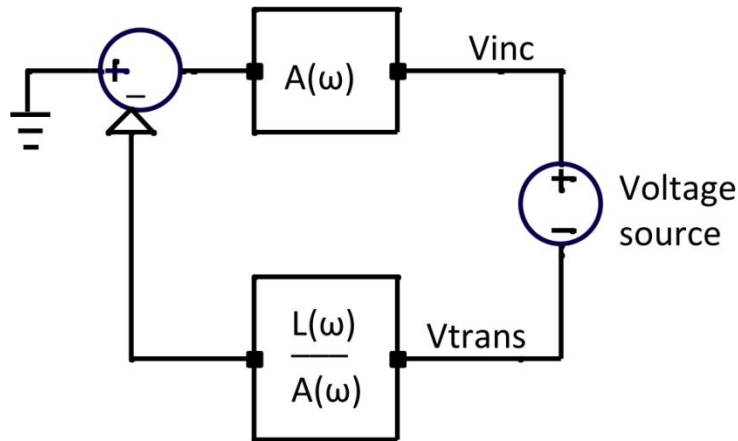 A(ω)
Vinc
+
−
+
−
Voltage
source
L(ω)
A(ω)
Vtrans